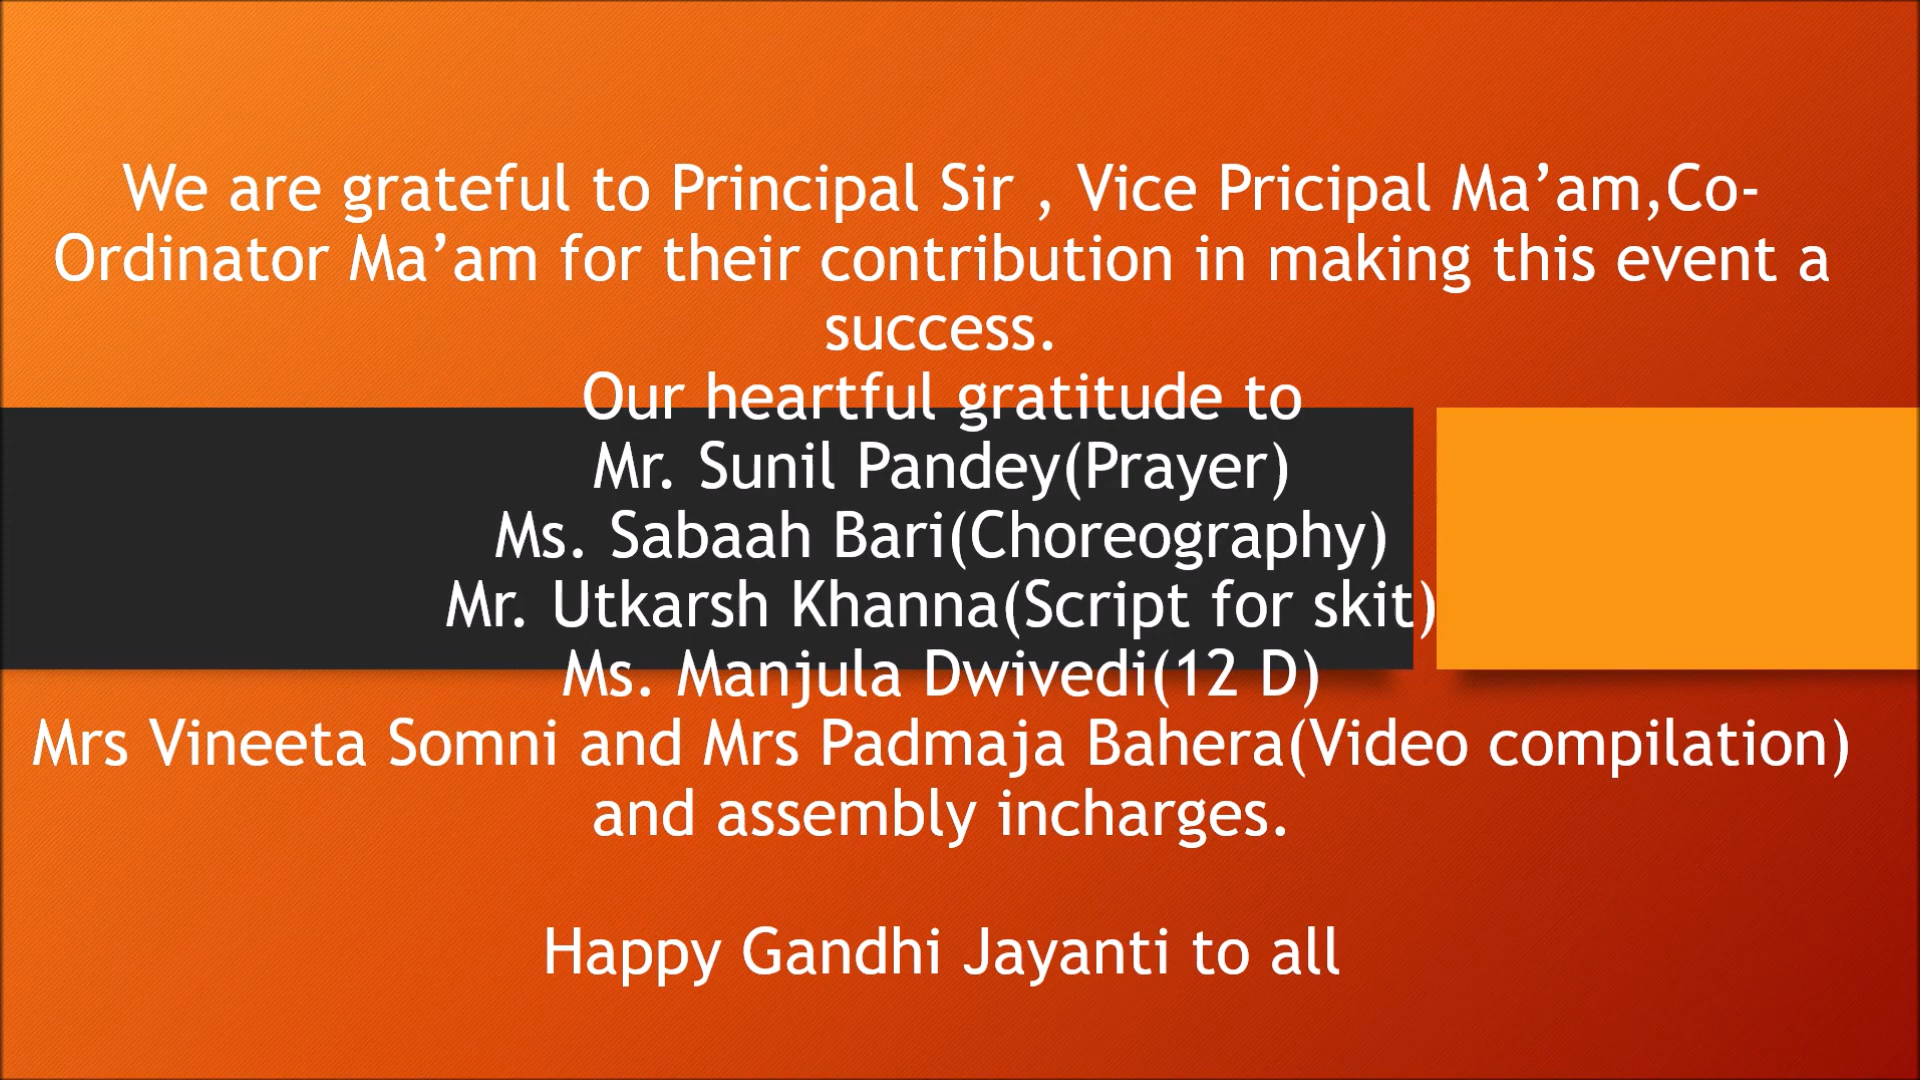 We are grateful to Principal Sir , Vice Pricipal Ma’am,Co-
Ordinator Ma’am for their contribution in making this event a
success.
Our heartful gratitude to
Mr. Sunil Pandey(Prayer)
Ms. Sabaah Bari(Choreography)
Mr. Utkarsh Khanna(Script for skit)
Ms. Manjula Dwivedi(12 D)
Mrs Vineeta Somni and Mrs Padmaja Bahera(Video compilation)
and assembly incharges.
Happy Gandhi Jayanti to all